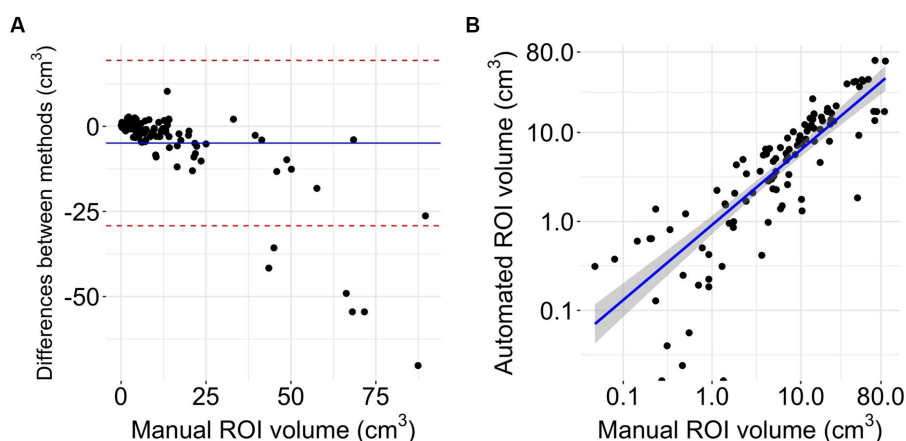 A
B
Differences between methods (cm³)
0
-25
-50
0
25
50
75
Manual ROI volume (cm³)
Automated ROI volume (cm³)
80.0
10.0
1.0
0.1
0.1
1.0
10.0
80.0
Manual ROI volume (cm³)